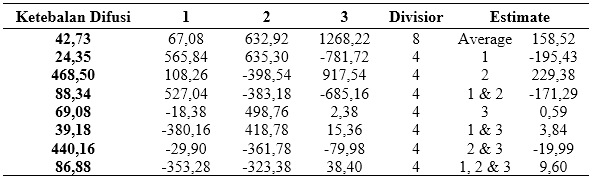 Ketebalan Difusi 1 2 3 Divisior Estimate
42,73 67,08 632,92 1268,22 8 Average 158,52
24,35 565,84 635,30 -781,72 4 1 -195,43
468,50 108,26 -398,54 917,54 4 2 229,38
88,34 527,04 -383,18 -685,16 4 1 & 2 -171,29
69,08 -18,38 498,76 2,38 4 3 0,59
39,18 -380,16 418,78 15,36 4 1 & 3 3,84
440,16 -29,90 -361,78 -79,98 4 2 & 3 -19,99
86,88 -353,28 -323,38 38,40 4 1, 2 & 3 9,60